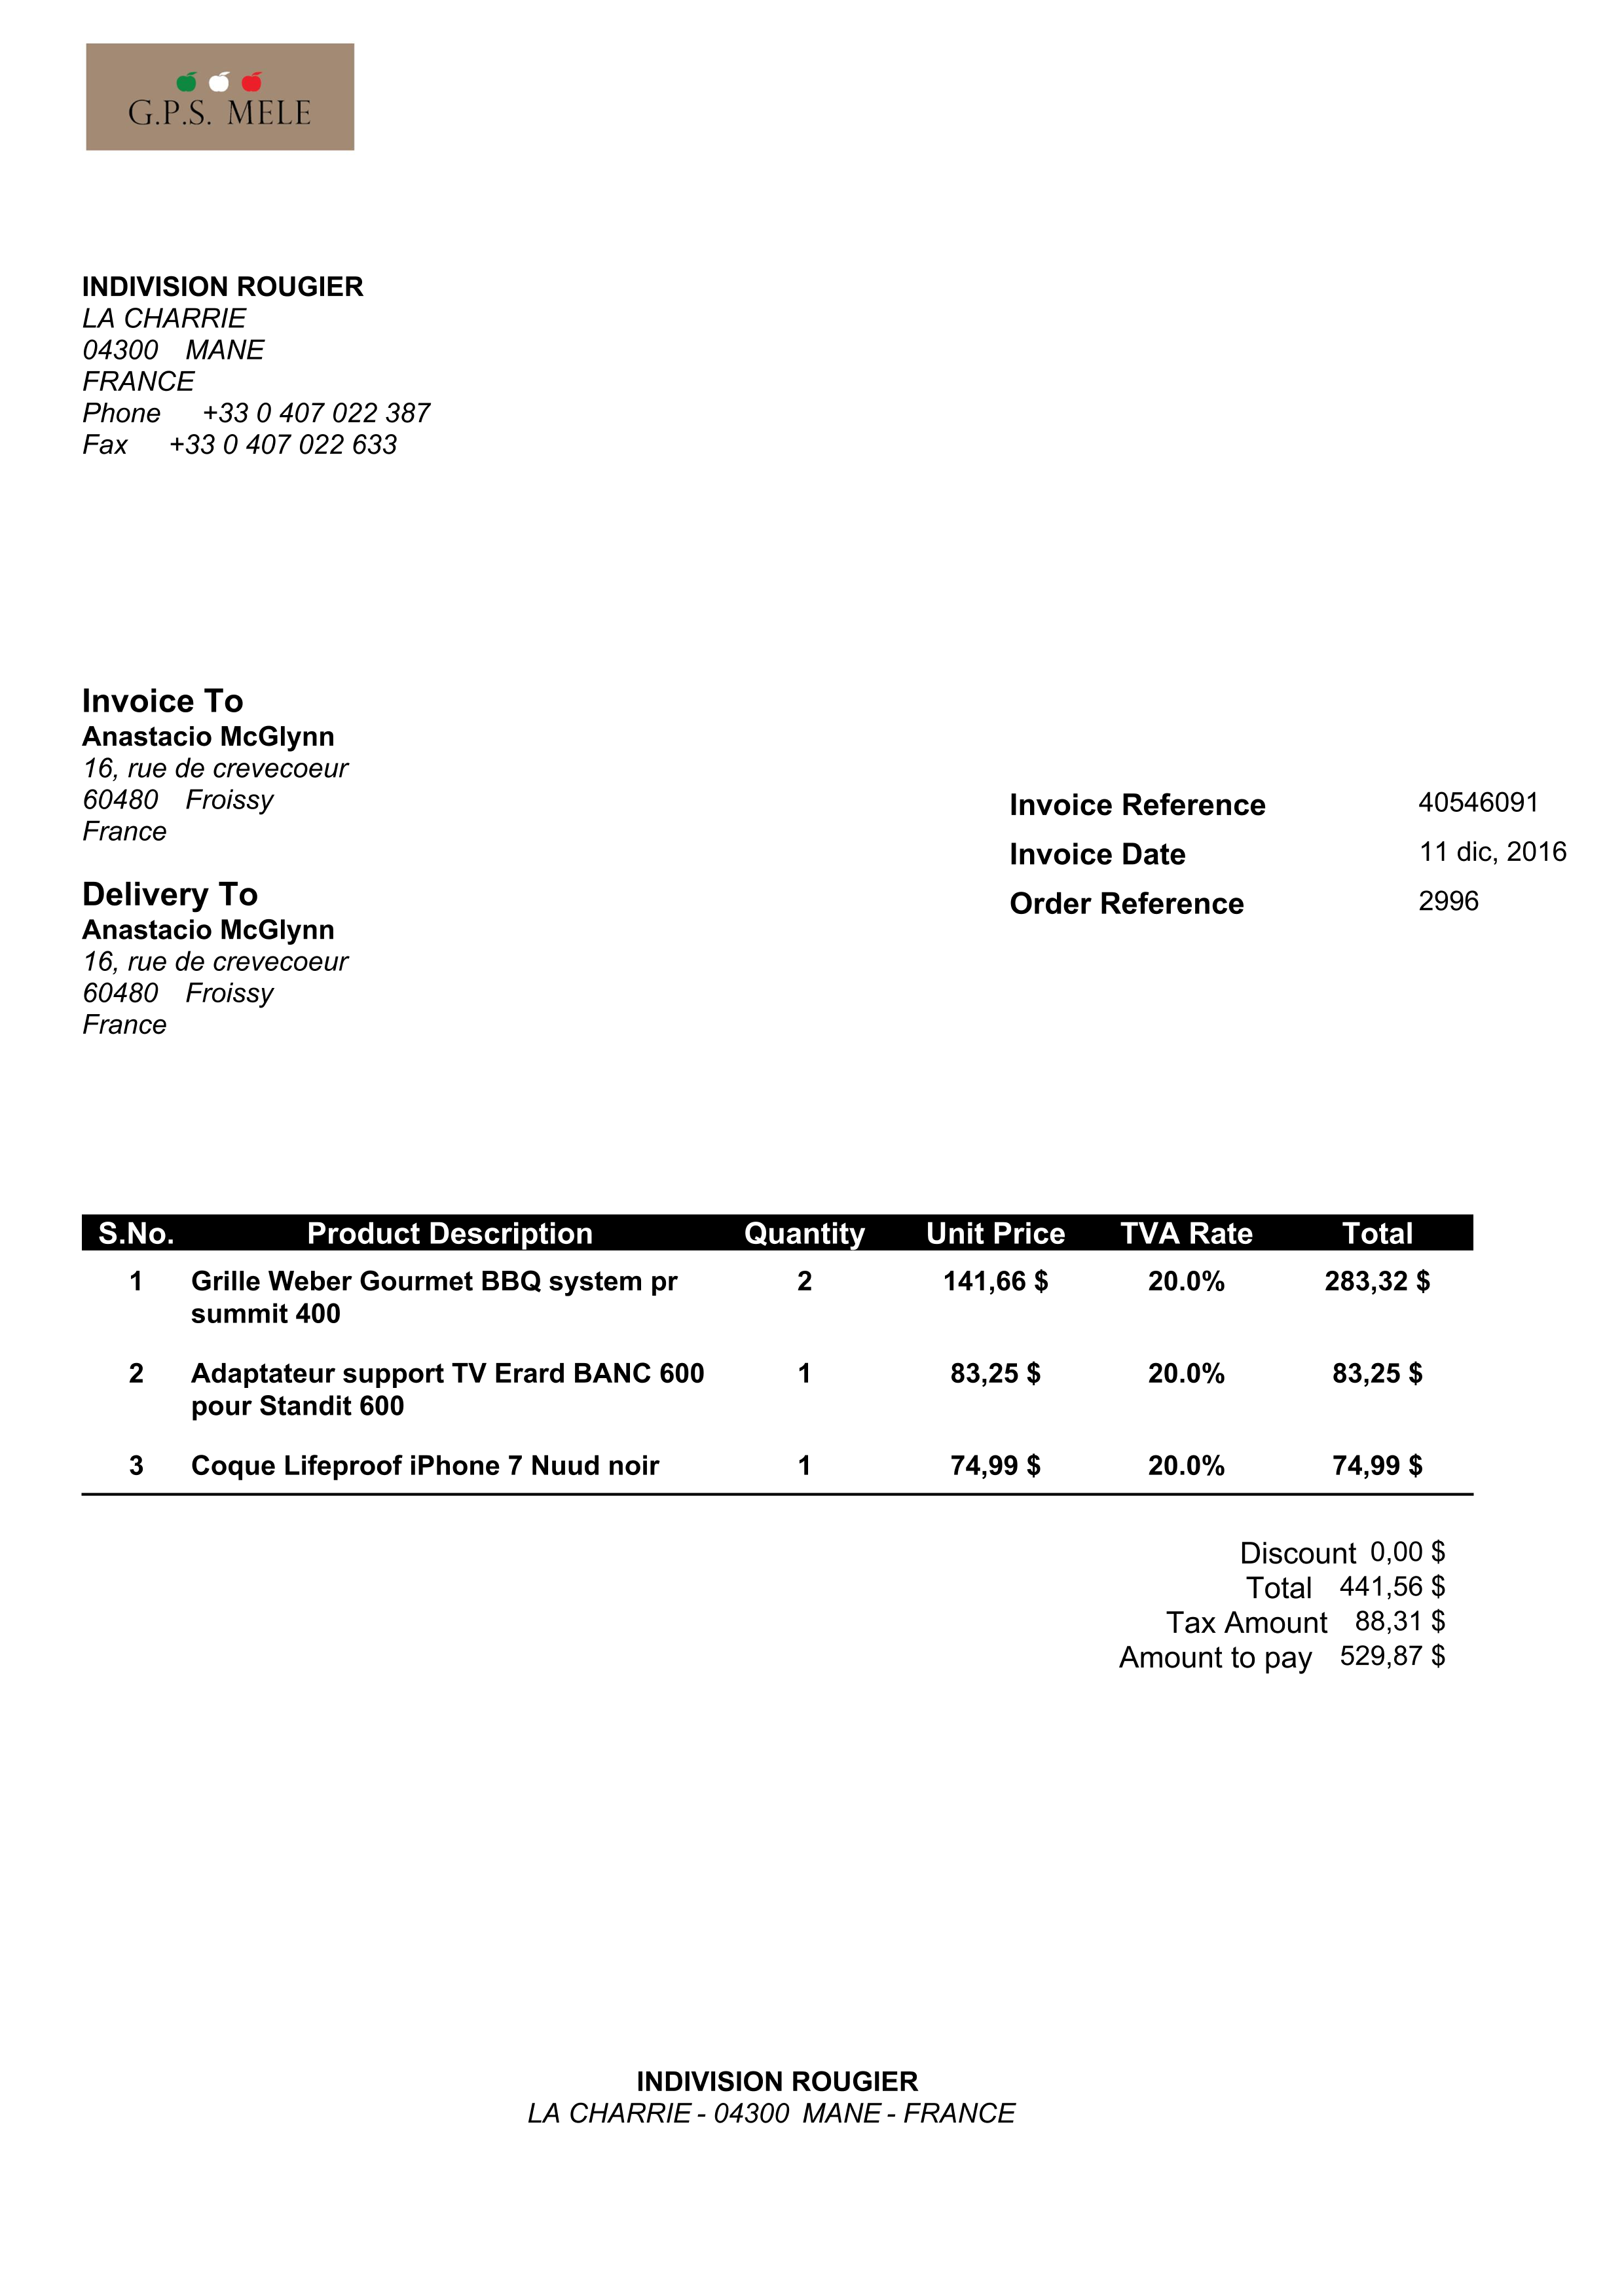 G.P.S. MELE
INDIVISION ROUGIER
LA CHARRIE
04300 MANE
FRANCE
Phone +33 0 407 022 387
Fax +33 0 407 022 633
Invoice To
Anastacio McGlynn
16, rue de crevecoeur
60480 Froissy
France
Invoice Reference 40546091
Invoice Date 11 dic, 2016
Order Reference 2996
Delivery To
Anastacio McGlynn
16, rue de crevecoeur
60480 Froissy
France
S.No. Product Description Quantity Unit Price TVA Rate Total
1 Grille Weber Gourmet BBQ system pr 2 141,66 $ 20.0% 283,32 $
summit 400
2 Adaptateur support TV Erard BANC 600 1 83,25 $ 20.0% 83,25 $
pour Standit 600
3 Coque Lifeproof iPhone 7 Nuud noir 1 74,99 $ 20.0% 74,99 $
Discount 0,00 $
Total 441,56 $
Tax Amount 88,31 $
Amount to pay 529,87 $
INDIVISION ROUGIER
LA CHARRIE - 04300 MANE - FRANCE